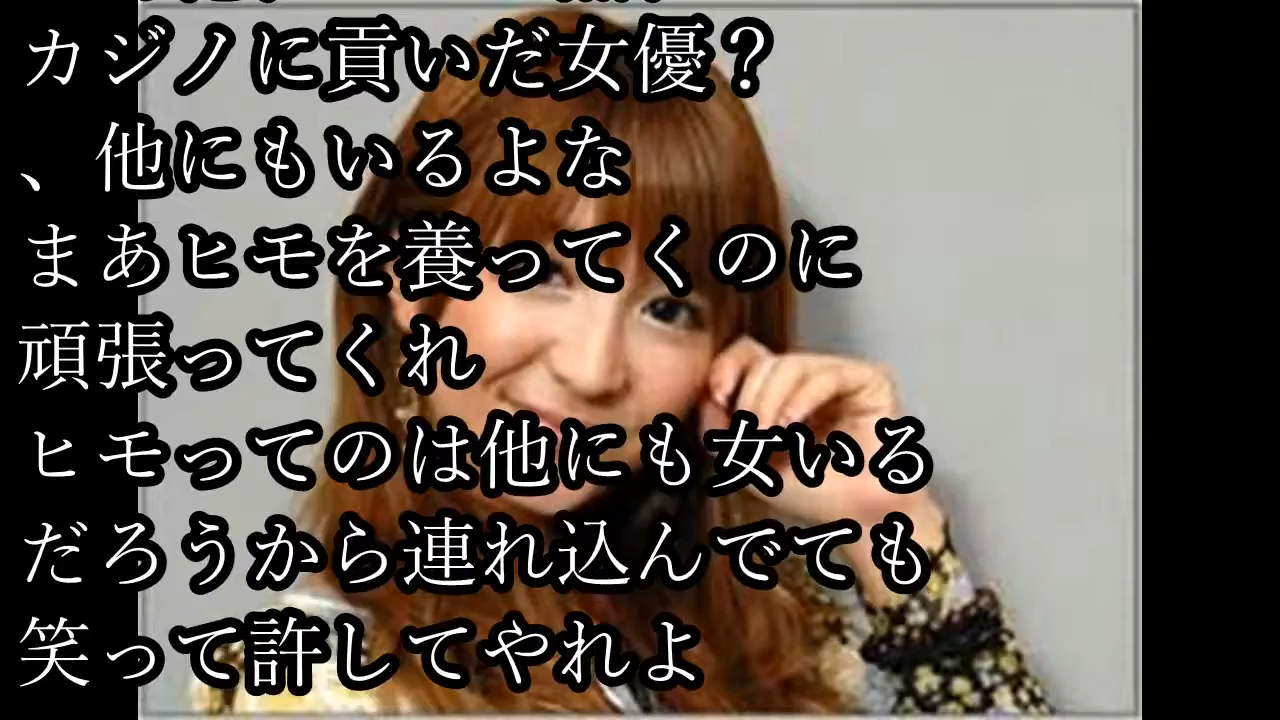 カジノに貢いだ女優？
、他にもいるよな
まあヒモを養ってくのに
頑張ってくれ
ヒモってのは他にも女いる
だろうから連れ込んでても
笑って許してやれよ